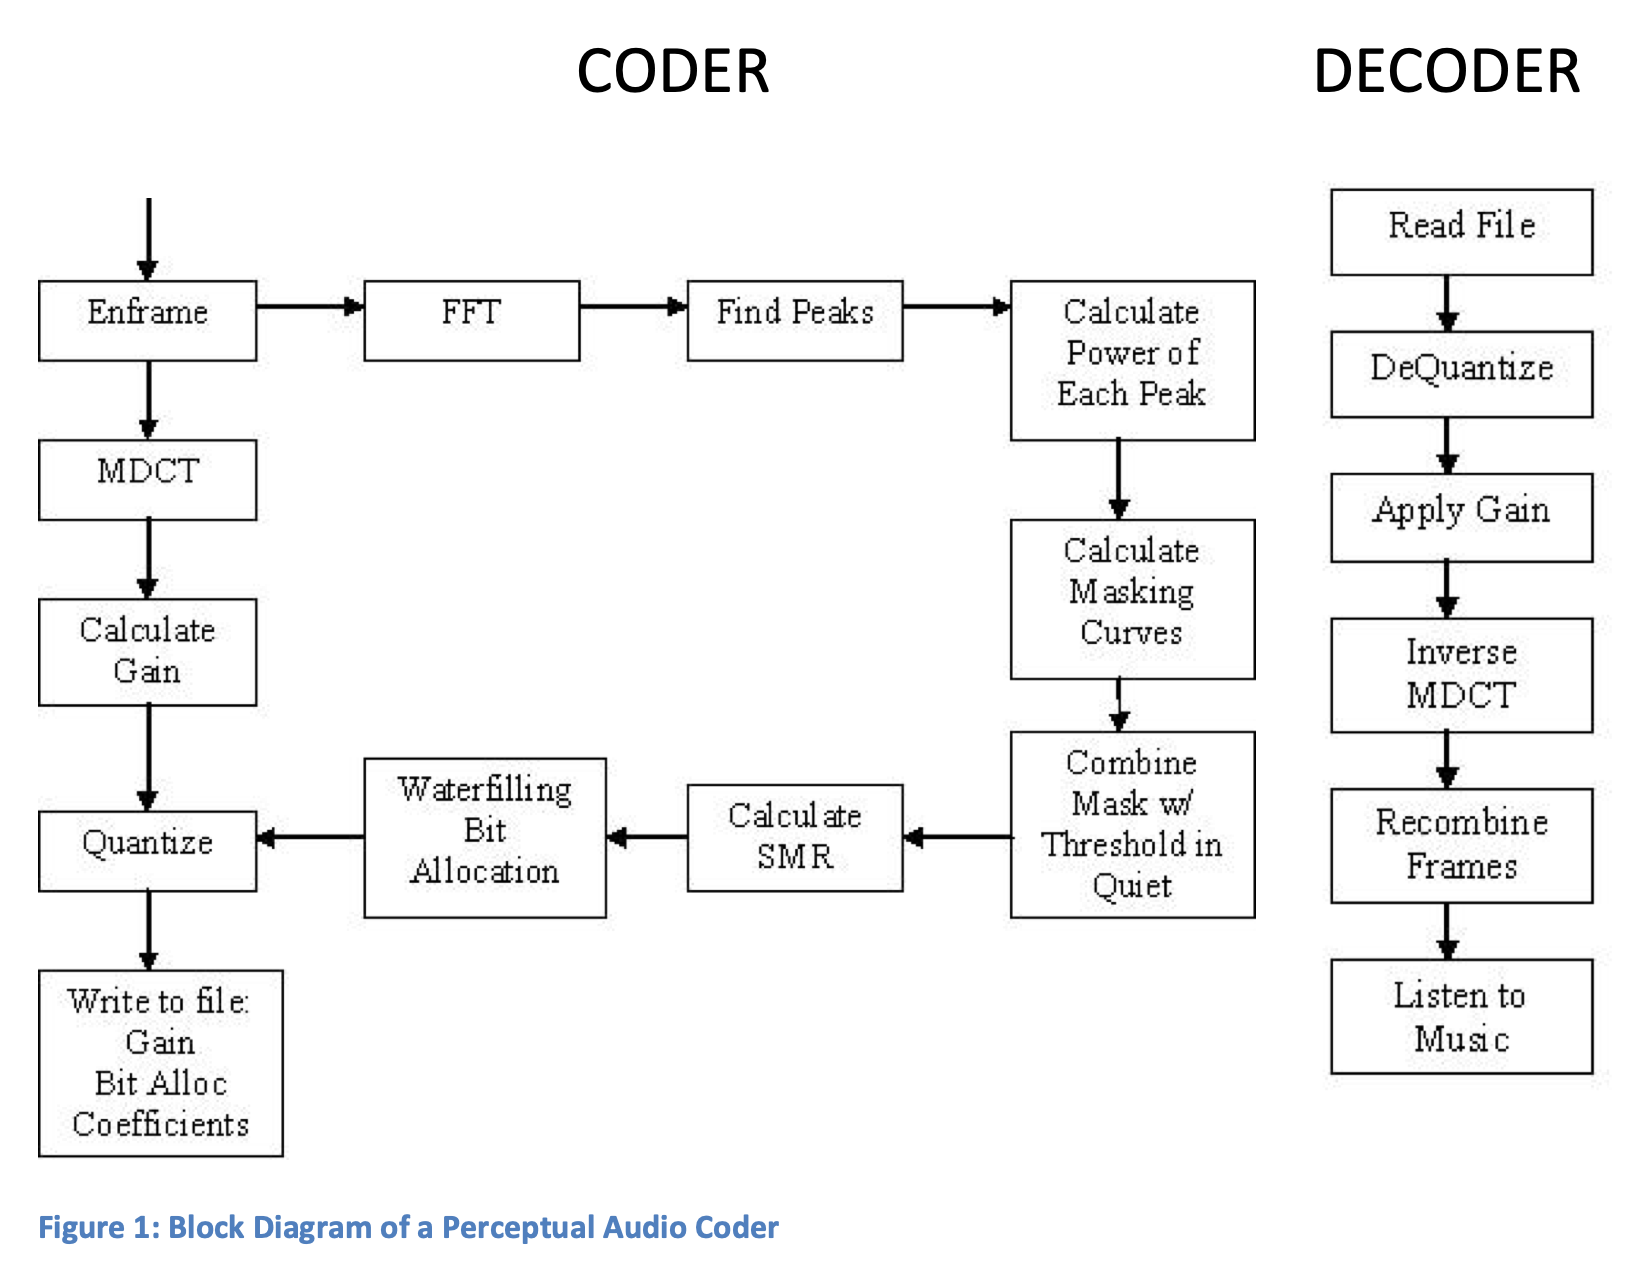 CODER
DECODER
Enframe
FFT
Find Peaks
Calculate
Power of
Each Peak
MDCT
Calculate
Masking
Curves
Calculate
Gain
Combine
Mask w/
Threshold in
Quiet
Calculate
SMR
Waterfilling
Bit
Allocation
Quantize
Write to file:
Gain
Bit Alloc
Coefficients
Read File
DeQuantize
Apply Gain
Inverse
MDCT
Recombine
Frames
Listen to
Music
Figure 1: Block Diagram of a Perceptual Audio Coder